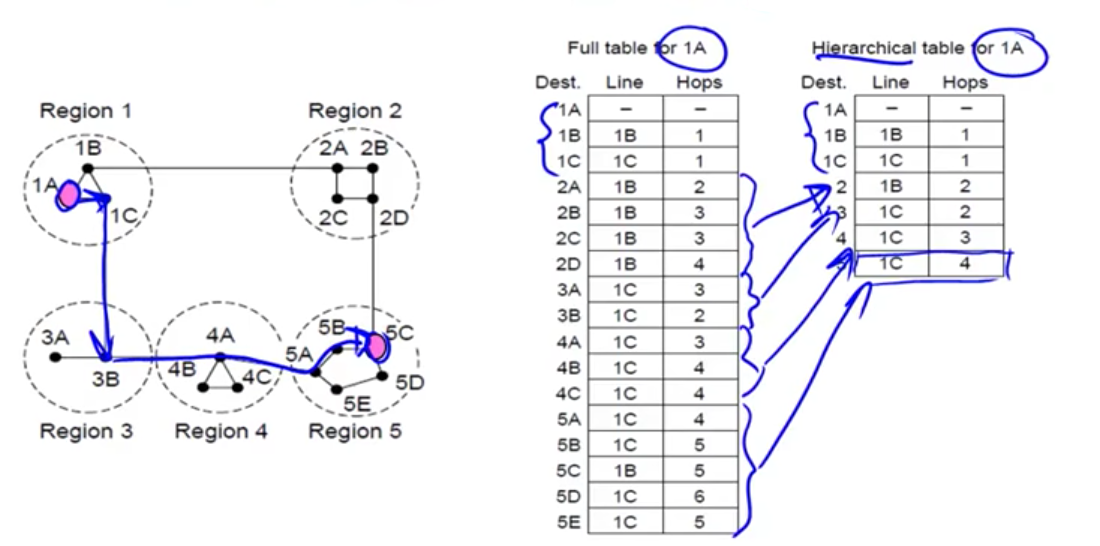 Region 1
Region 2
1B
2A 2B
1A
1C
2C
2D
3A
4A
5B
5C
5A
3B
4B
4C
5D
5E
Region 3
Region 4
Region 5
Full table for 1A
Dest. Line Hops
1A – –
1B 1B 1
1C 1C 1
2A 1B 2
2B 1B 3
2C 1B 3
2D 1B 4
3A 1C 3
3B 1C 2
4A 1C 3
4B 1C 4
4C 1C 4
5A 1C 4
5B 1C 5
5C 1B 5
5D 1C 6
5E 1C 5
Hierarchical table for 1A
Dest. Line Hops
1A – –
1B 1B 1
1C 1C 1
2 1B 2
3 1C 2
4 1C 3
1C 4